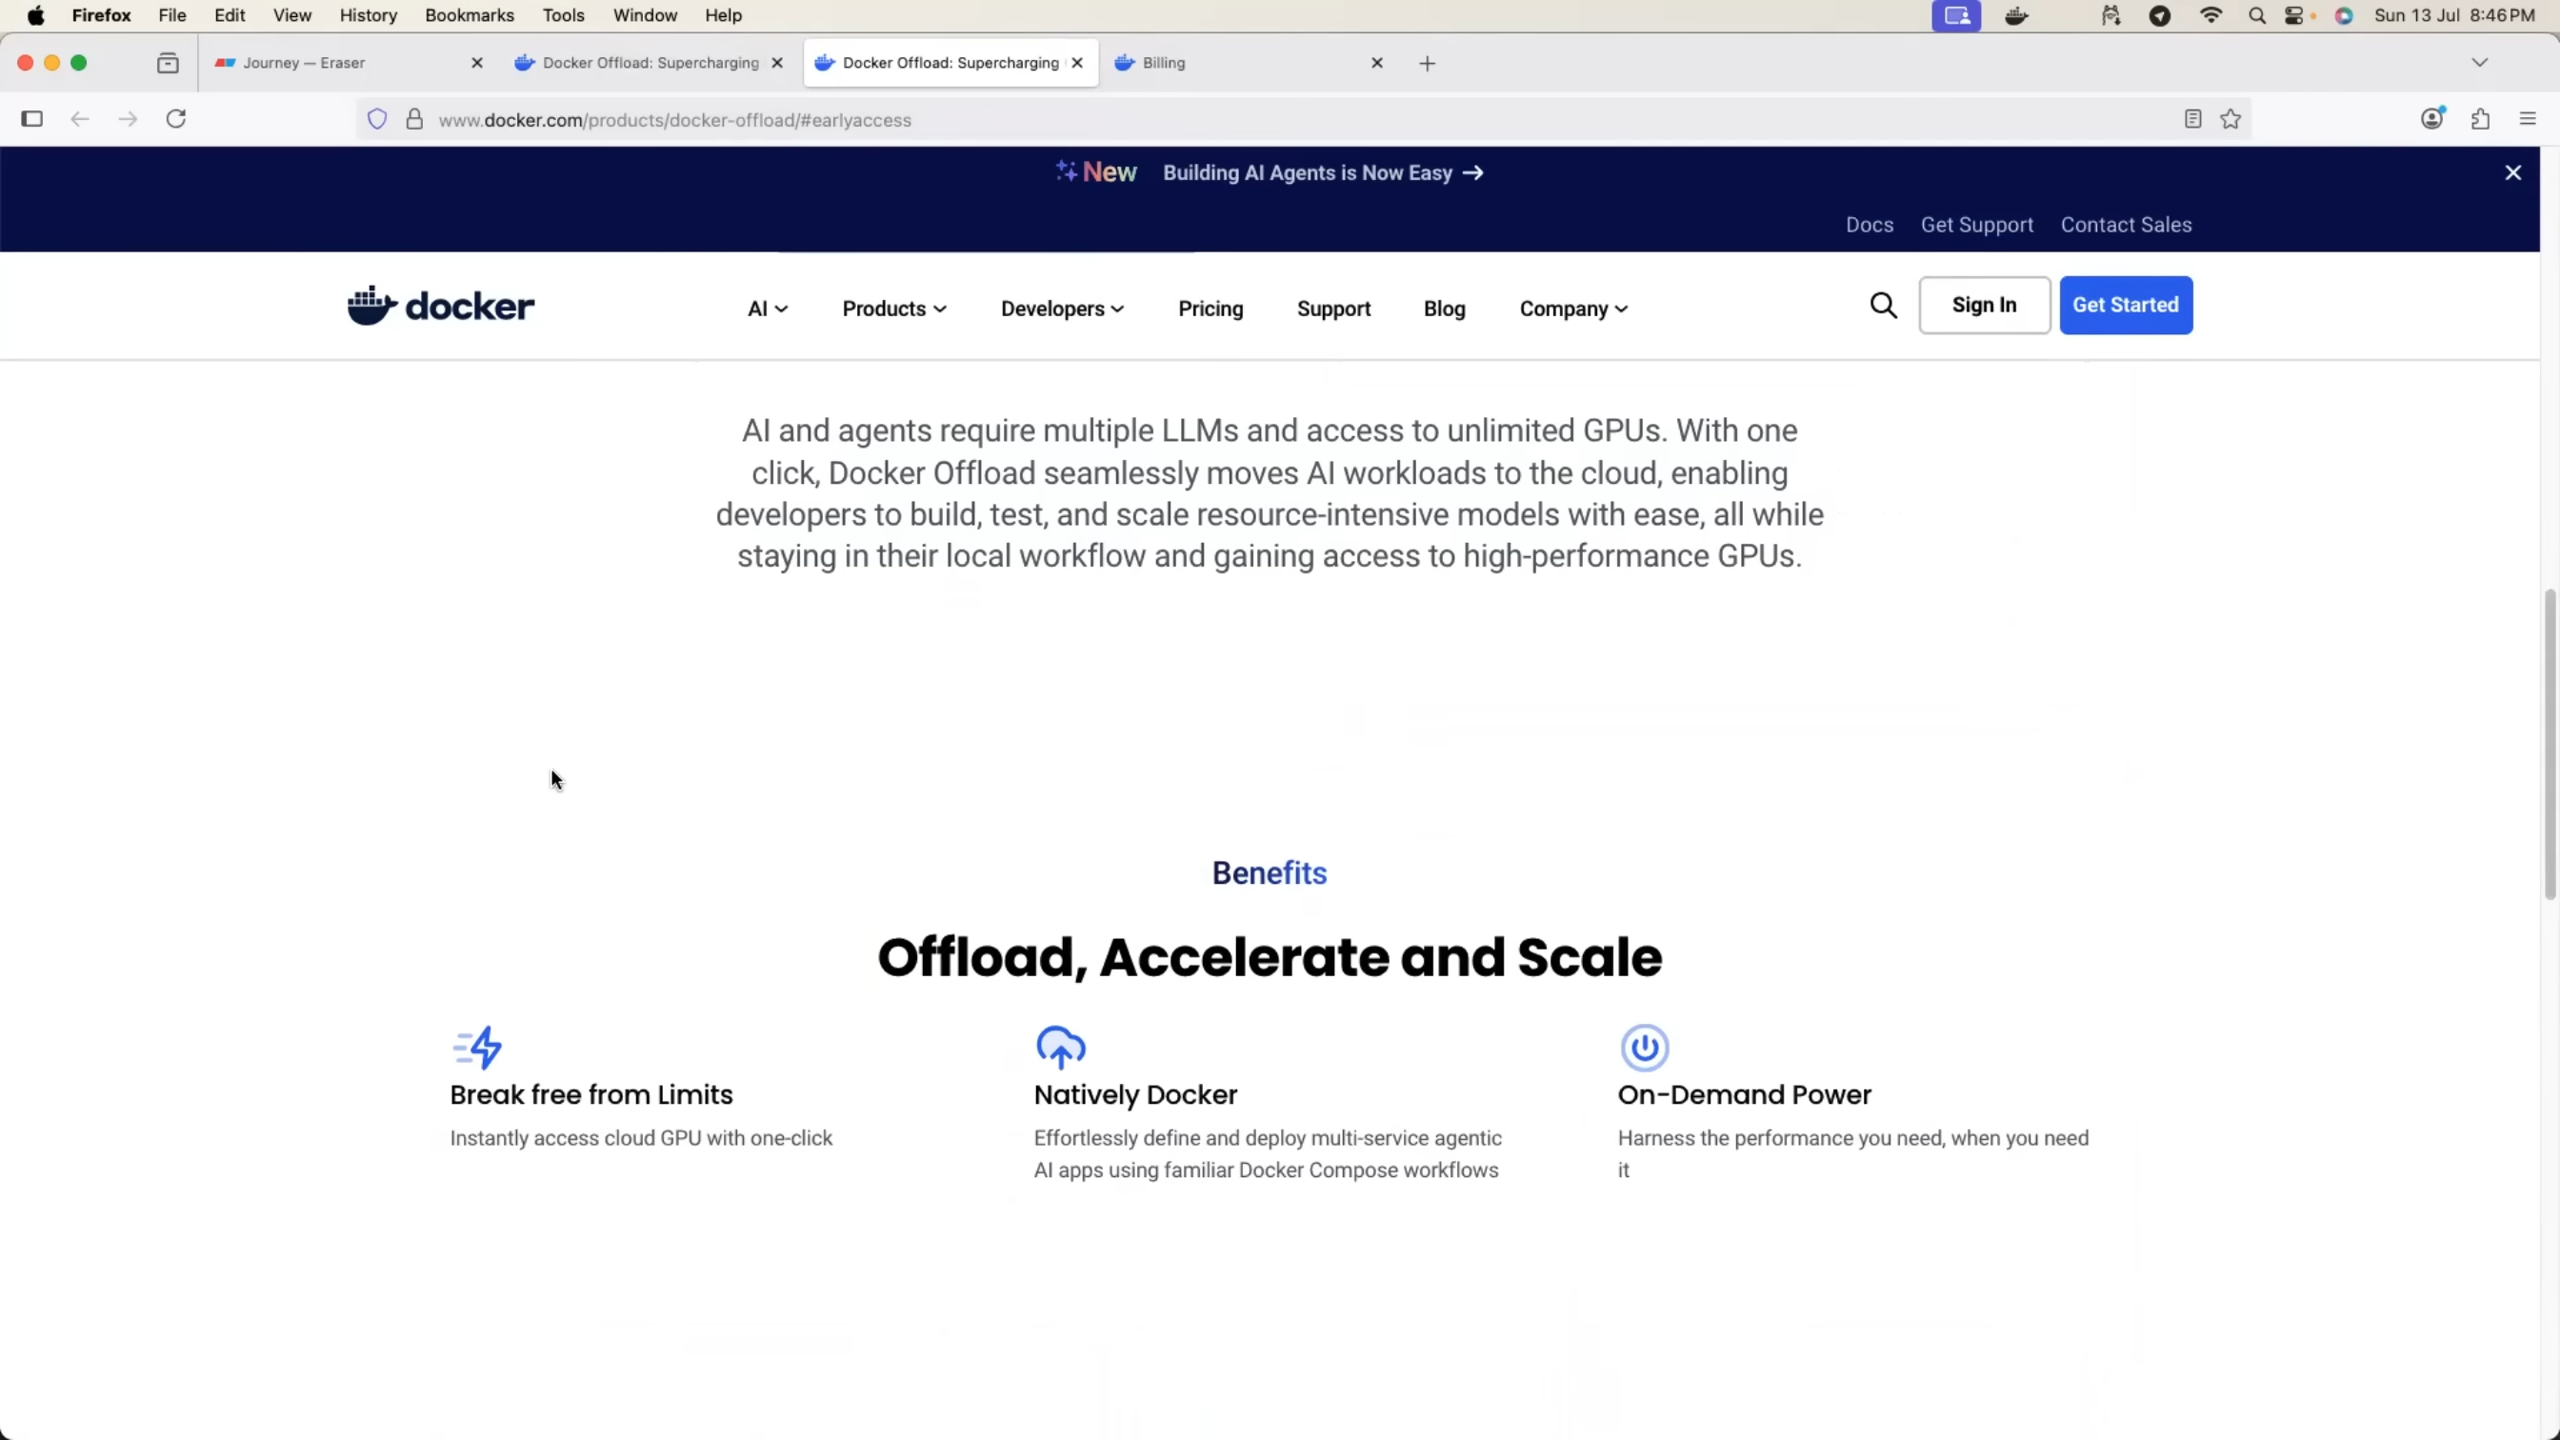 Firefox File Edit View History Bookmarks Tools Window Help Sun 13 Jul 8:46 PM
Journey — Eraser Docker Offload: Supercharging Docker Offload: Supercharging Billing
www.docker.com/products/docker-offload/#earlyaccess
New Building AI Agents is Now Easy →
Docs Get Support Contact Sales
docker AI Products Developers Pricing Support Blog Company Sign In Get Started
AI and agents require multiple LLMs and access to unlimited GPUs. With one
click, Docker Offload seamlessly moves AI workloads to the cloud, enabling
developers to build, test, and scale resource-intensive models with ease, all while
staying in their local workflow and gaining access to high-performance GPUs.
Benefits
Offload, Accelerate and Scale
Break free from Limits
Instantly access cloud GPU with one-click
Natively Docker
Effortlessly define and deploy multi-service agentic
AI apps using familiar Docker Compose workflows
On-Demand Power
Harness the performance you need, when you need
it